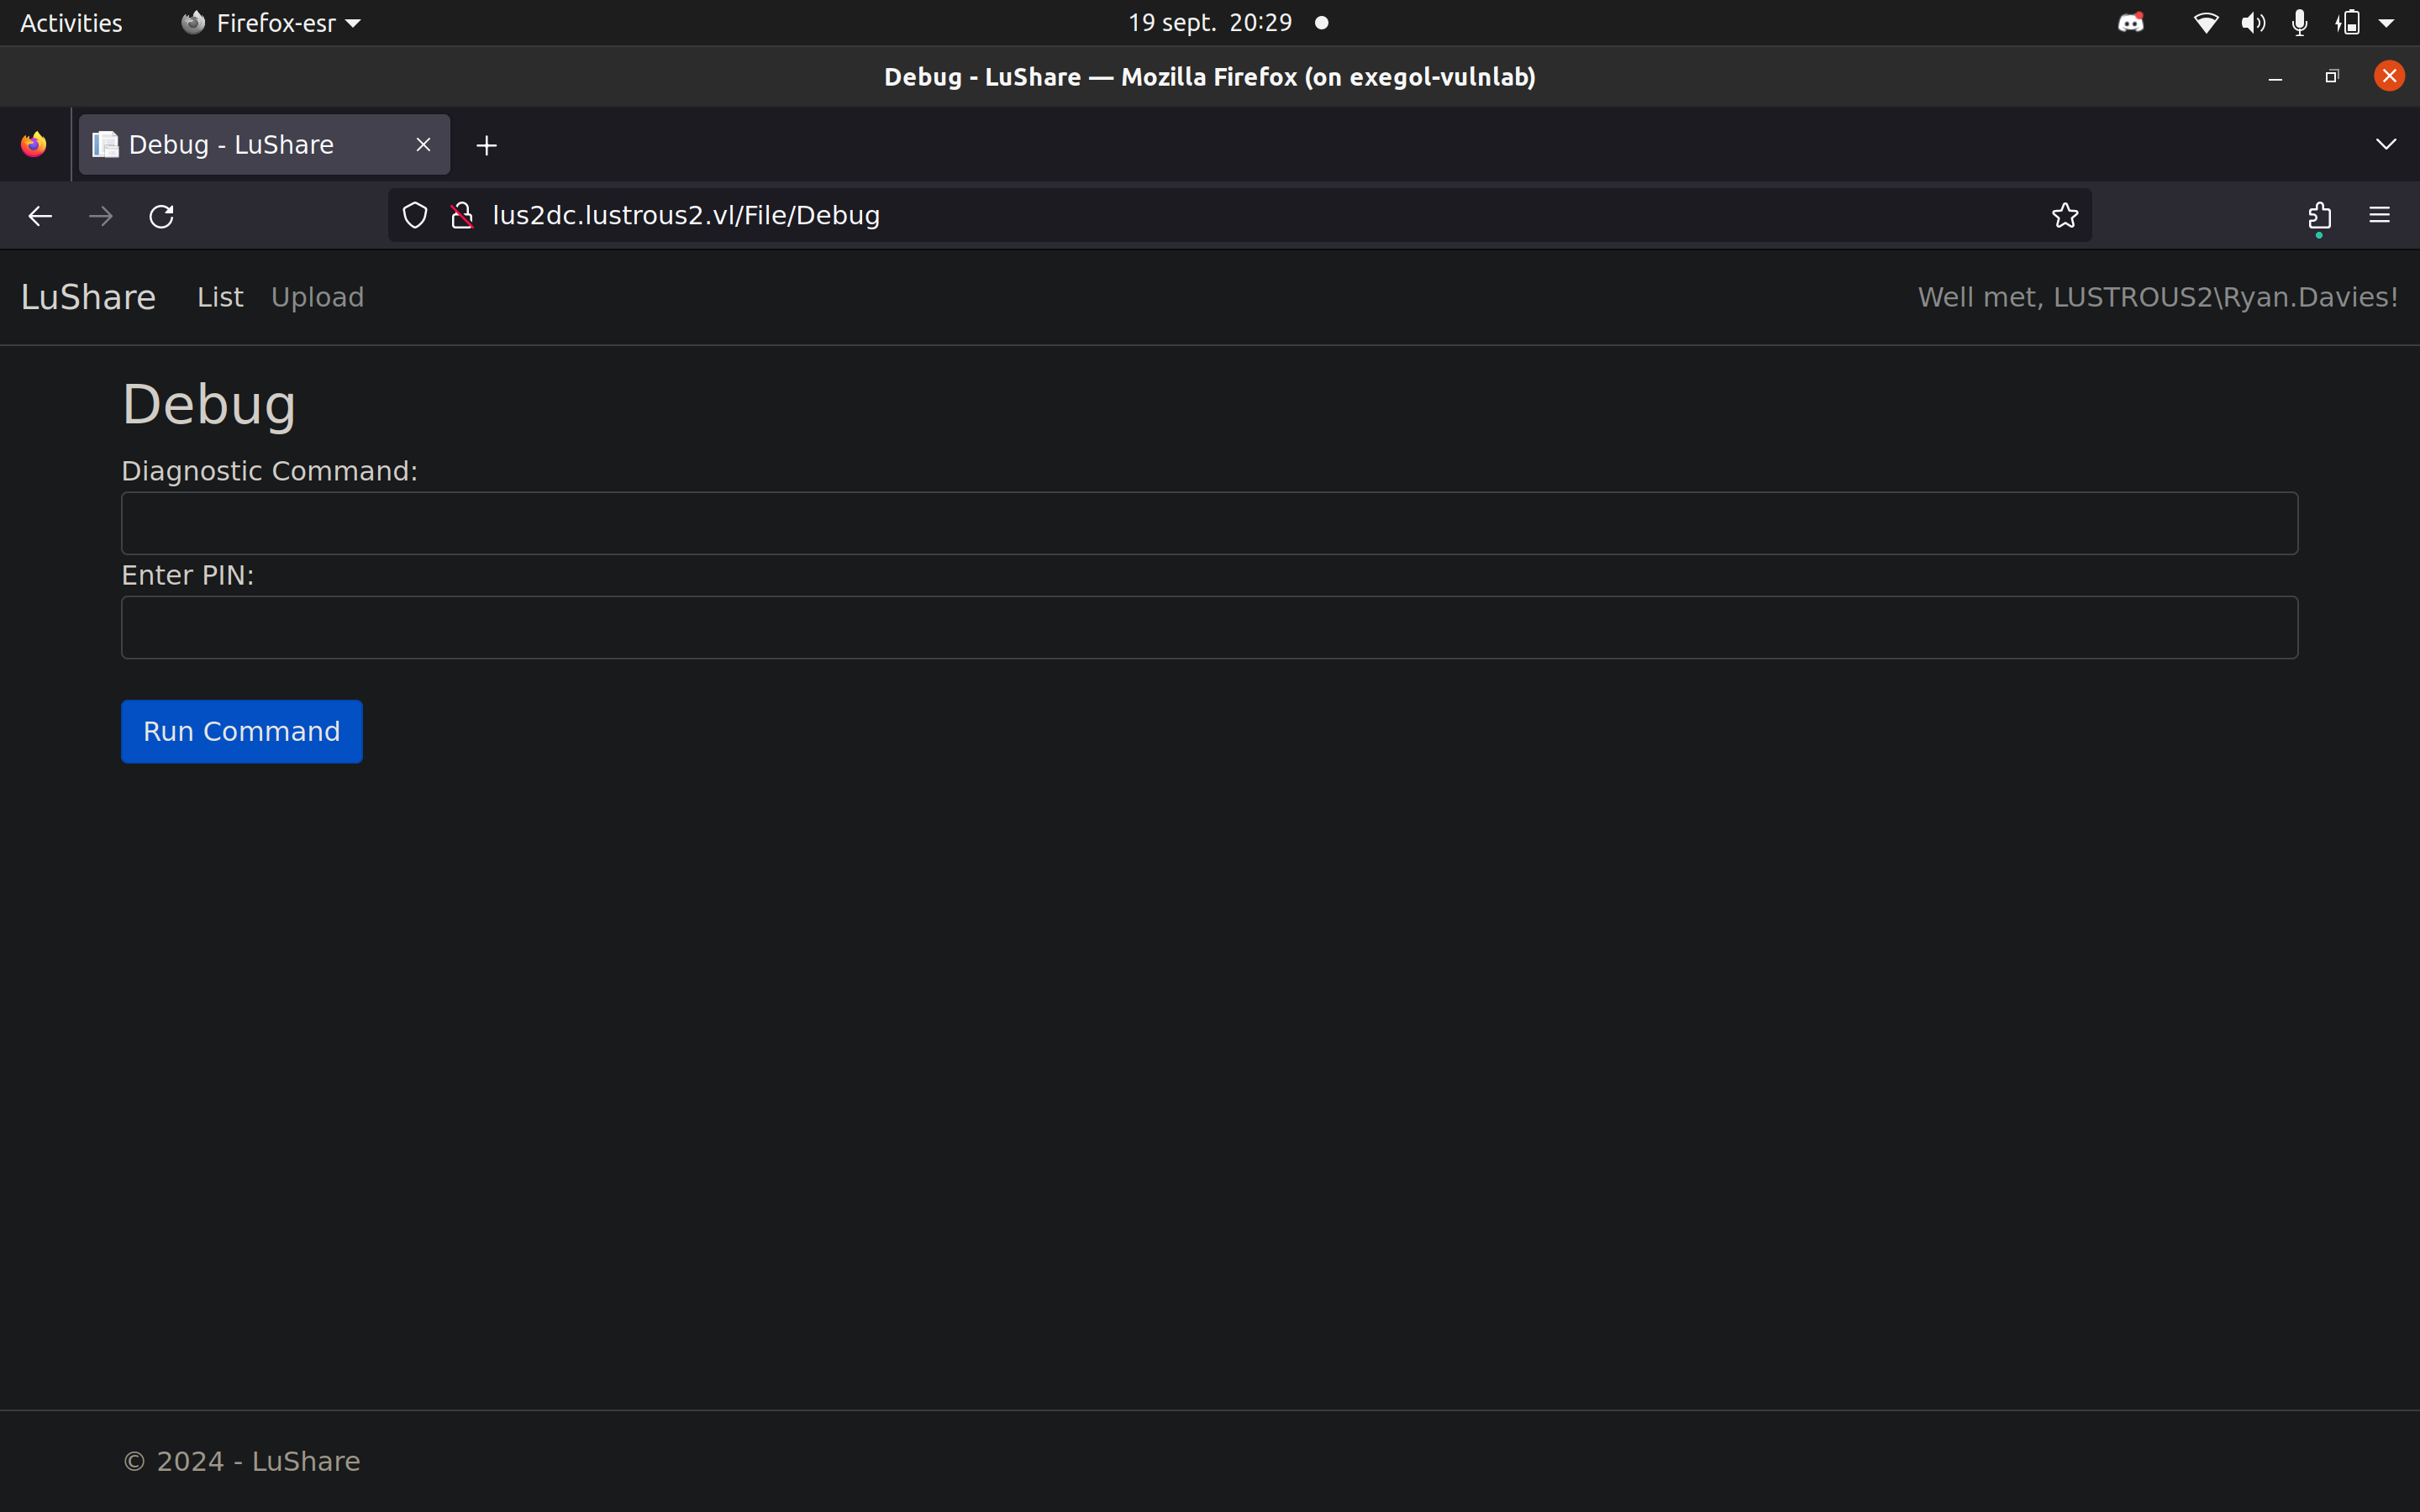 Activities Firefox-esr 19 sept. 20:29
Debug - LuShare — Mozilla Firefox (on exegol-vulnlab)
Debug - LuShare
lus2dc.lustrous2.vl/File/Debug
LuShare List Upload Well met, LUSTROUS2\Ryan.Davies!
Debug
Diagnostic Command:
Enter PIN:
Run Command
© 2024 - LuShare